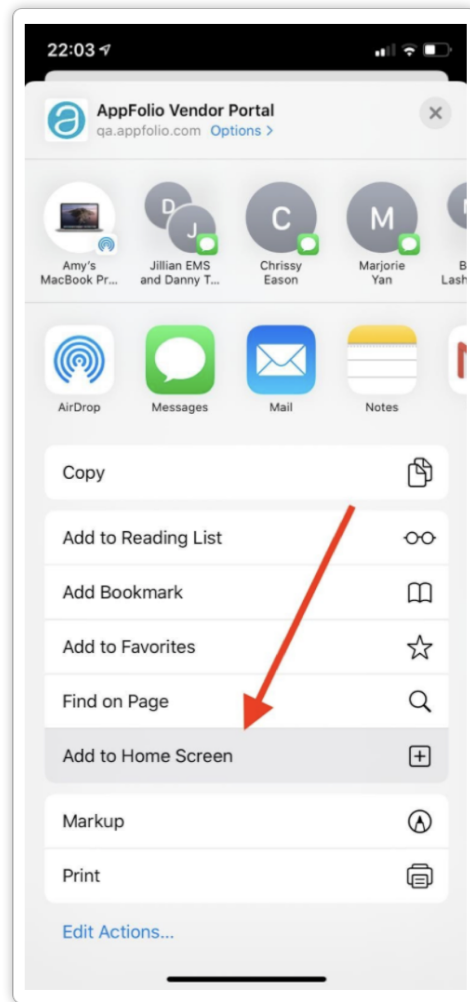 22:03
AppFolio Vendor Portal
qa.appfolio.com Options >
D
J
C
M
Amy's
MacBook Pr...
Jillian EMS
and Danny T...
Chrissy
Eason
Marjorie
Yan
B
Lash
AirDrop
Messages
Mail
Notes
Copy
Add to Reading List
Add Bookmark
Add to Favorites
Find on Page
Add to Home Screen
Markup
Print
Edit Actions...